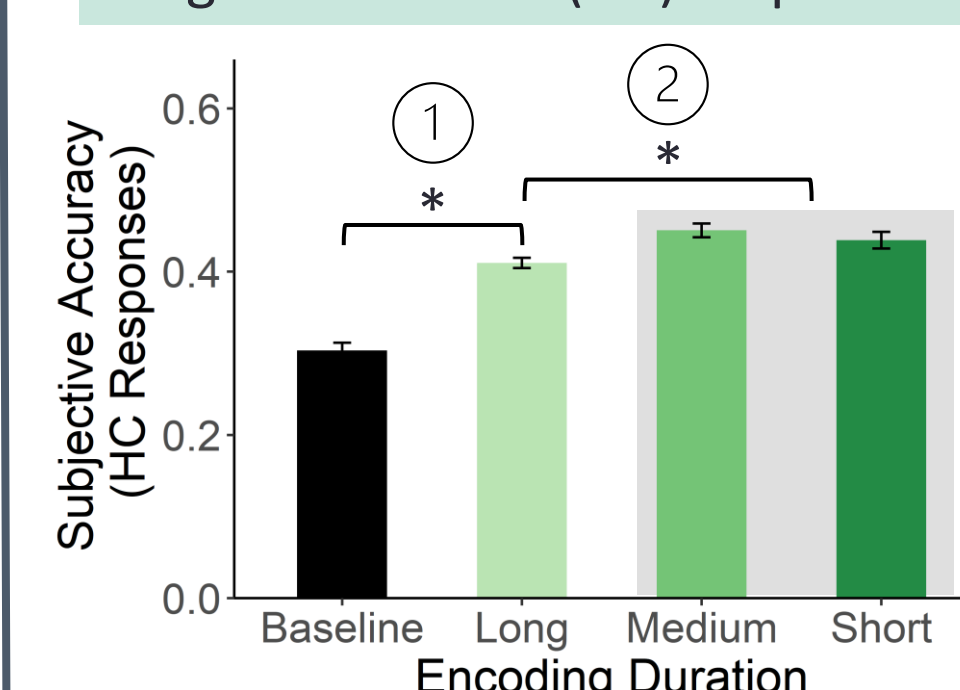 1
2
*
*
0.6
0.4
0.2
0.0
Subjective Accuracy
(HC Responses)
Baseline Long Medium Short
Encoding Duration